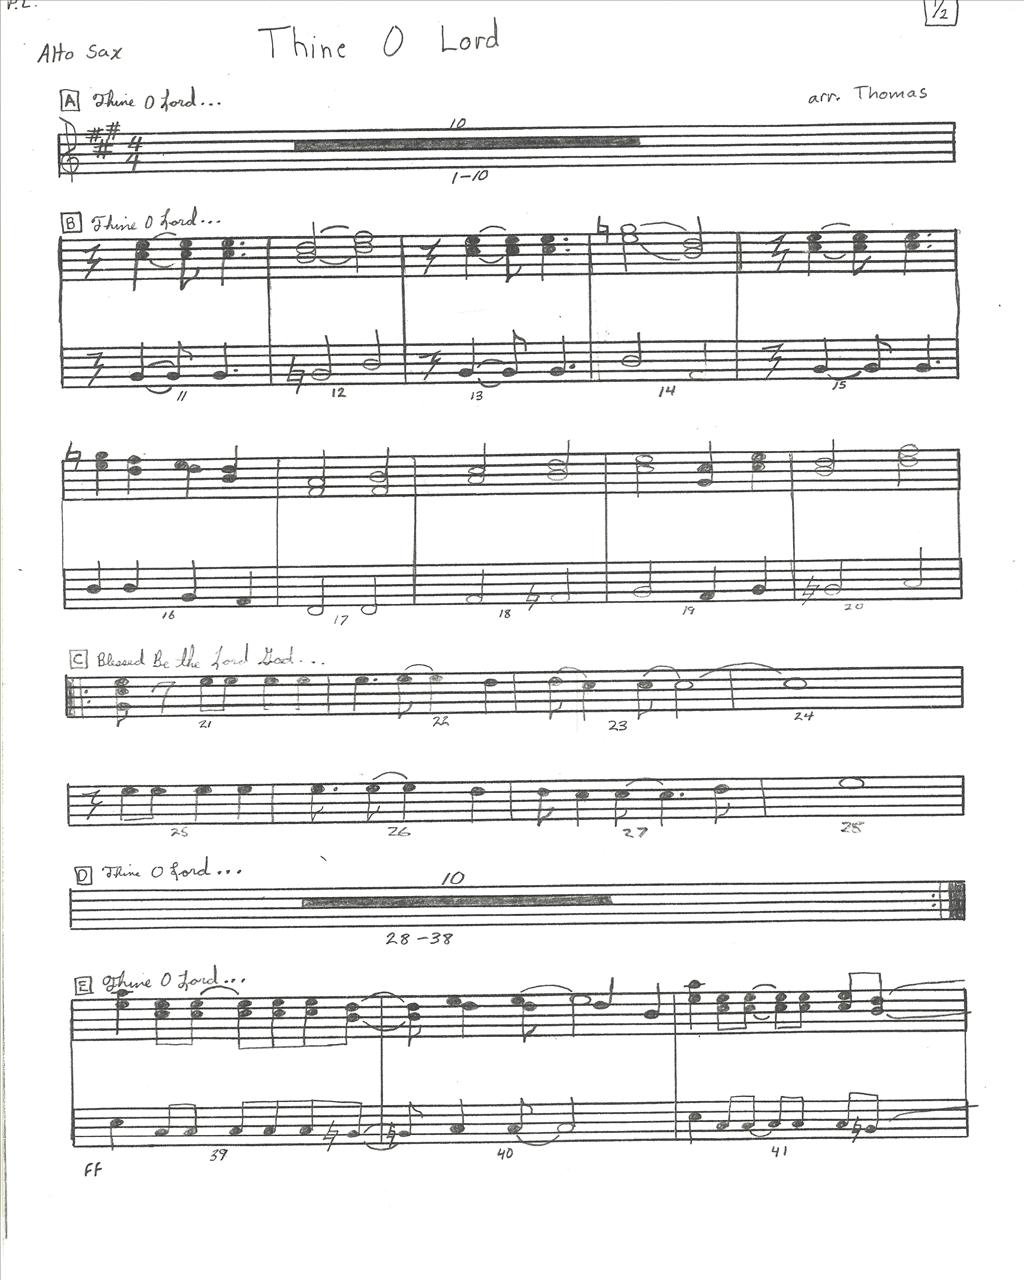 P.L.
1/2
Thine O Lord
Alto Sax
A Thine O Lord...
arr. Thomas
4
4
10
1-10
B Thine O Lord...
11 12 13 14 15
16 17 18 19 20
C Blessed Be the Lord God...
21 22 23 24
25 26 27 28
D Thine O Lord...
10
28-38
E Thine O Lord...
39 40 41
FF